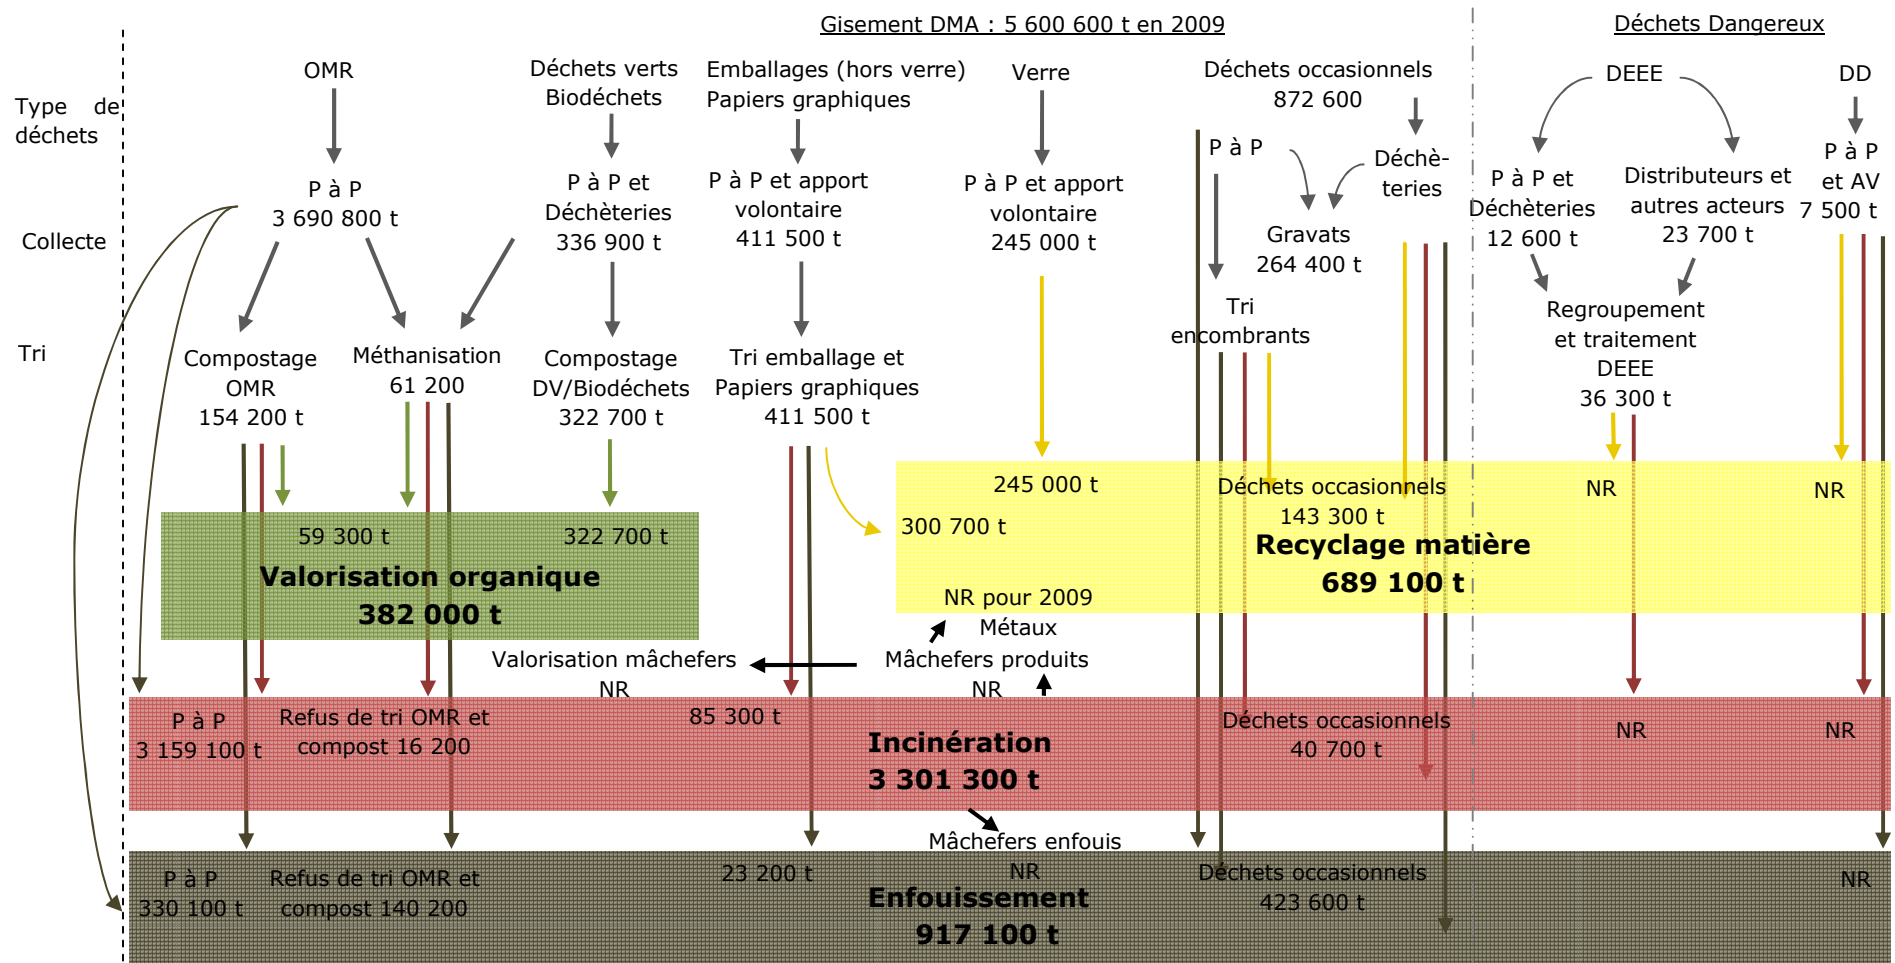 Gisement DMA : 5 600 600 t en 2009
Déchets Dangereux
Type de
déchets
OMR
Déchets verts
Biodéchets
Emballages (hors verre)
Papiers graphiques
Verre
Déchets occasionnels
872 600
DEEE
DD
Collecte
P à P
3 690 800 t
P à P et
Déchèteries
336 900 t
P à P et apport
volontaire
411 500 t
P à P et apport
volontaire
245 000 t
P à P
Déchè-
teries
Gravats
264 400 t
P à P et
Déchèteries
12 600 t
Distributeurs et
autres acteurs
23 700 t
P à P
et AV
7 500 t
Tri
Compostage
OMR
154 200 t
Méthanisation
61 200
Compostage
DV/Biodéchets
322 700 t
Tri emballage et
Papiers graphiques
411 500 t
Tri
encombrants
Regroupement
et traitement
DEEE
36 300 t
59 300 t
322 700 t
Valorisation organique
382 000 t
245 000 t
300 700 t
Déchets occasionnels
143 300 t
NR
NR
Recyclage matière
689 100 t
NR pour 2009
Métaux
Valorisation mâchefers
NR
Mâchefers produits
NR
P à P
3 159 100 t
Refus de tri OMR et
compost 16 200
85 300 t
Incinération
3 301 300 t
Déchets occasionnels
40 700 t
NR
NR
Mâchefers enfouis
NR
P à P
330 100 t
Refus de tri OMR et
compost 140 200
23 200 t
Enfouissement
917 100 t
Déchets occasionnels
423 600 t
NR